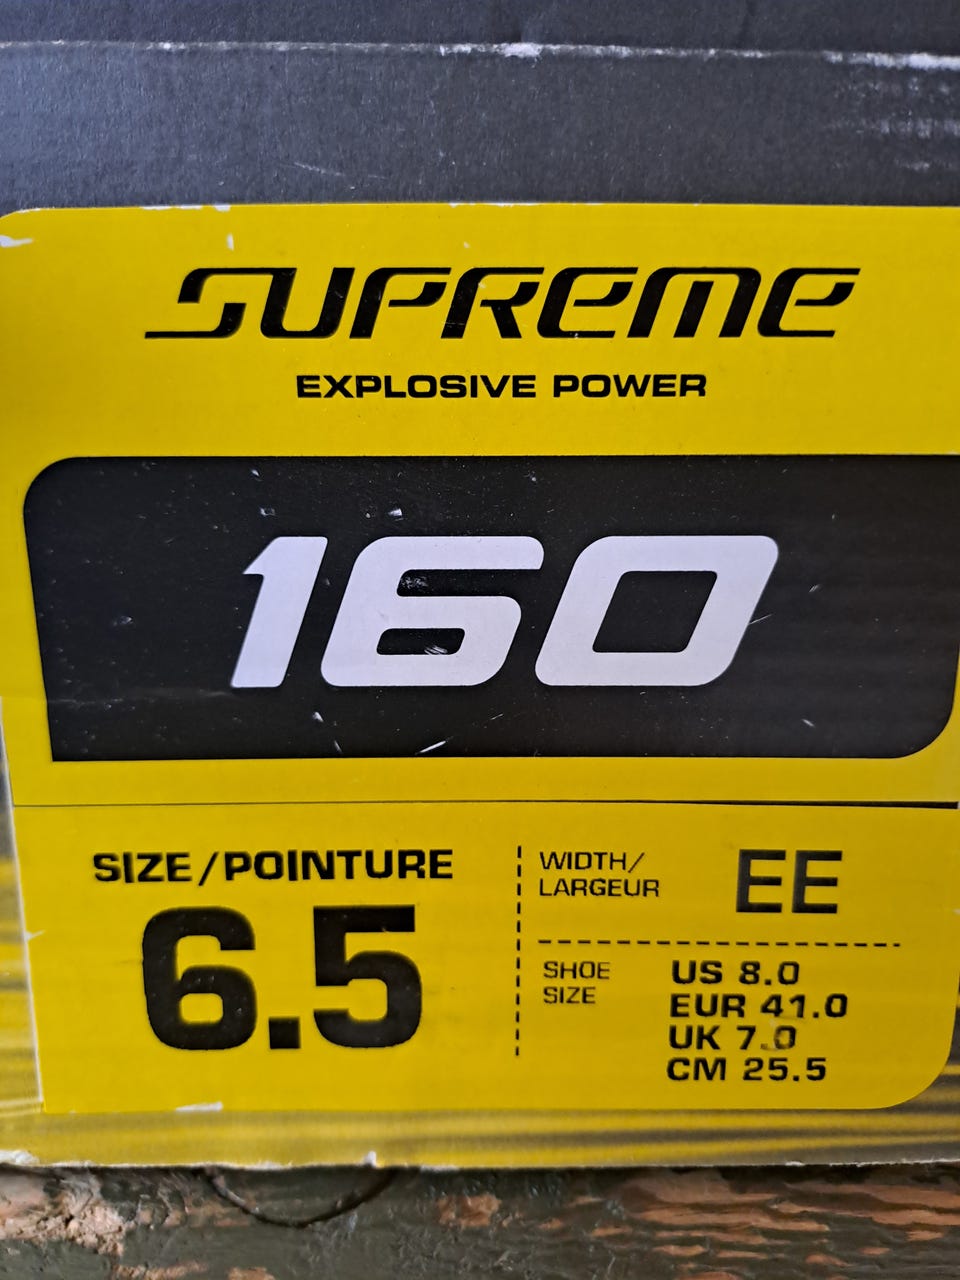 SUPREME
EXPLOSIVE POWER
160
SIZE/POINTURE
6.5
WIDTH/
LARGEUR
EE
SHOE
SIZE
US 8.0
EUR 41.0
UK 7.0
CM 25.5